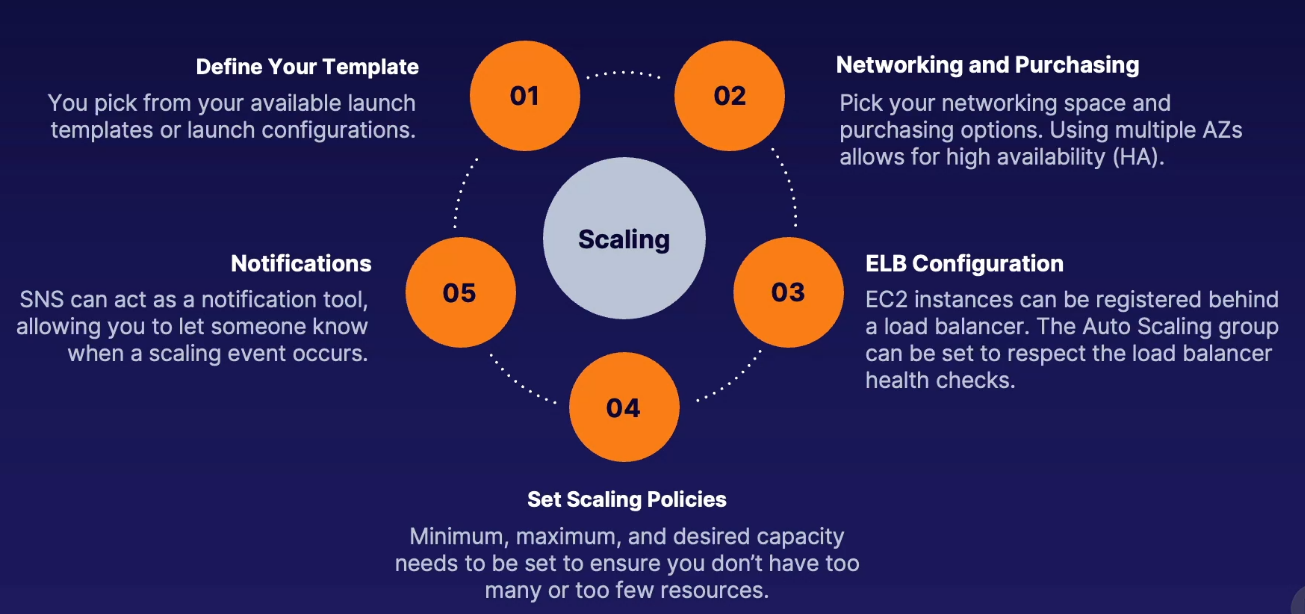 01
Define Your Template
You pick from your available launch
templates or launch configurations.
02
Networking and Purchasing
Pick your networking space and
purchasing options. Using multiple AZs
allows for high availability (HA).
Scaling
03
ELB Configuration
EC2 instances can be registered behind
a load balancer. The Auto Scaling group
can be set to respect the load balancer
health checks.
04
Set Scaling Policies
Minimum, maximum, and desired capacity
needs to be set to ensure you don’t have too
many or too few resources.
05
Notifications
SNS can act as a notification tool,
allowing you to let someone know
when a scaling event occurs.